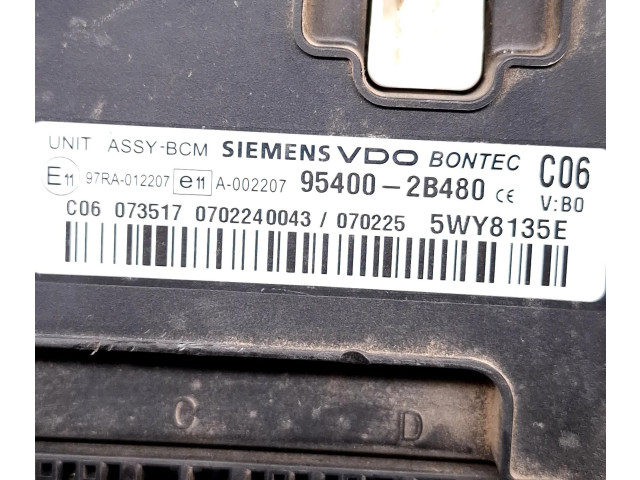 UNIT ASSY-BCM SIEMENS VDO BONTEC C06
E11 97RA-012207 e11 A-002207 95400-2B480 CE V:B0
C06 073517 0702240043 / 070225 5WY8135E
C D